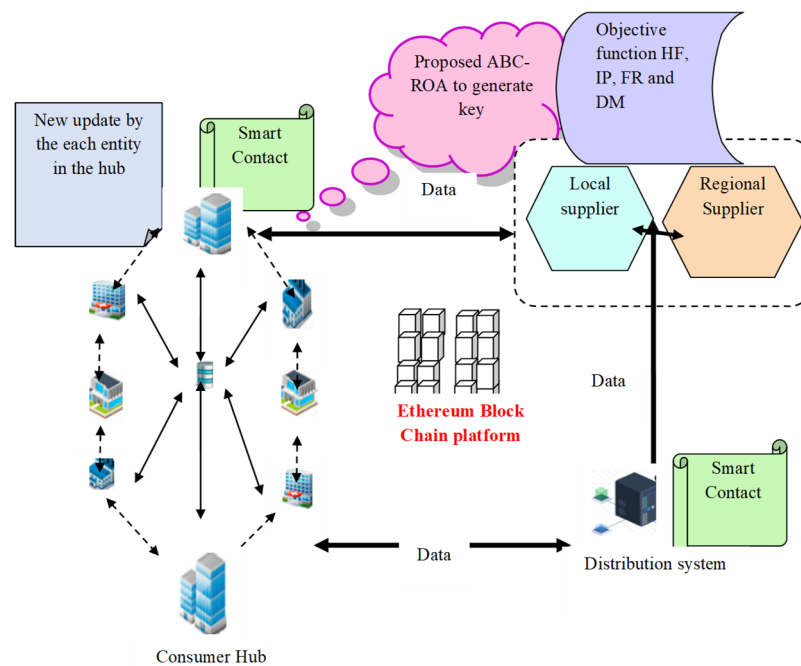 Proposed ABC-
ROA to generate
key
Objective
function HF,
IP, FR and
DM
New update by
the each entity
in the hub
Smart
Contact
Data
Local
supplier
Regional
Supplier
Ethereum Block
Chain platform
Data
Smart
Contact
Data
Distribution system
Consumer Hub